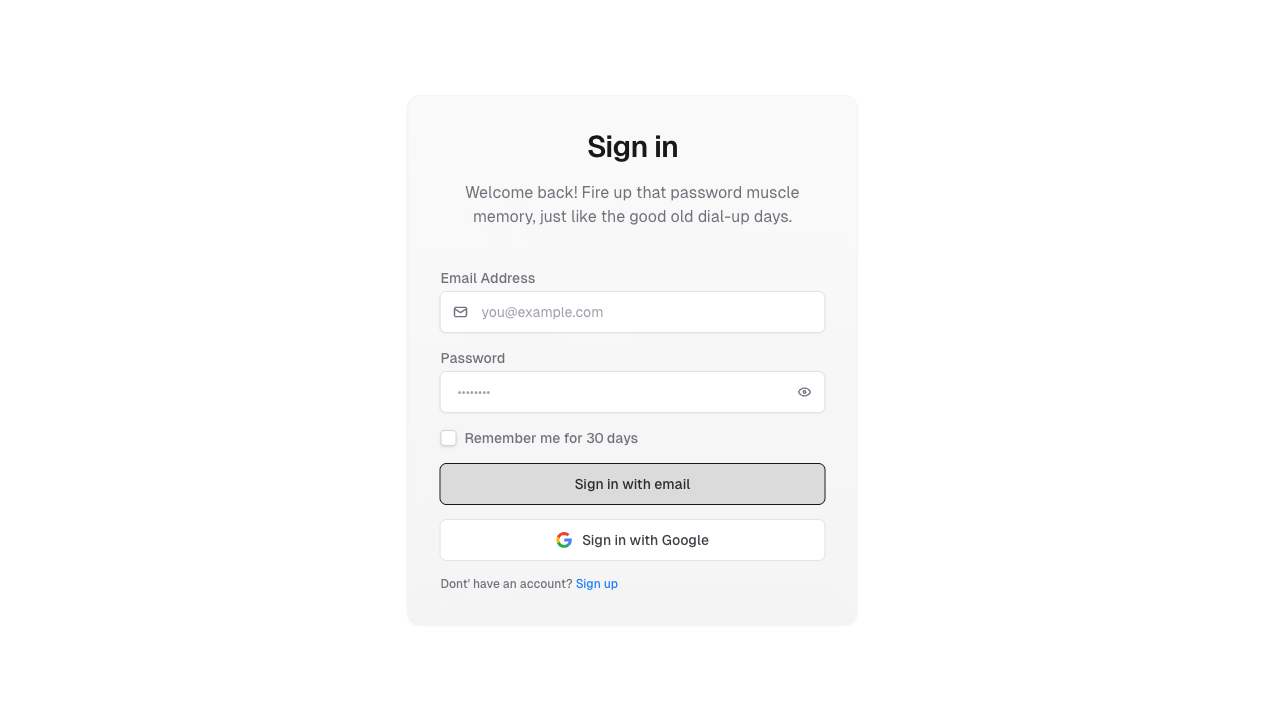 Sign in
Welcome back! Fire up that password muscle
memory, just like the good old dial-up days.
Email Address
you@example.com
Password
••••••••
Remember me for 30 days
Sign in with email
Sign in with Google
Dont' have an account? Sign up